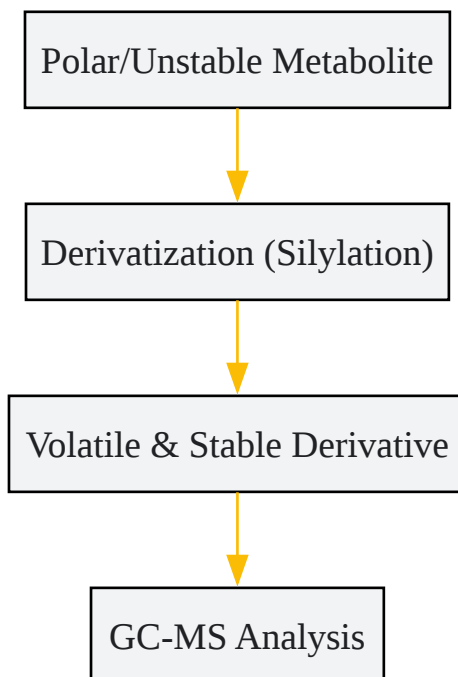 Polar/Unstable Metabolite
Derivatization (Silylation)
Volatile & Stable Derivative
GC-MS Analysis